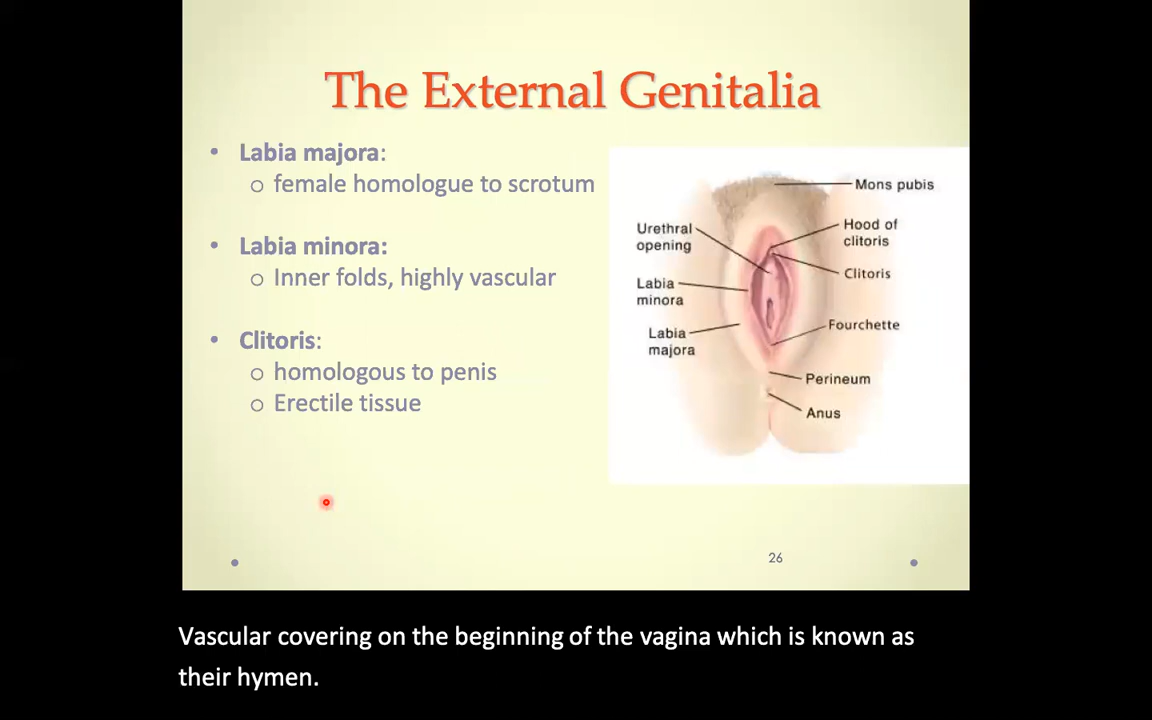 The External Genitalia
• Labia majora:
o female homologue to scrotum
• Labia minora:
o Inner folds, highly vascular
• Clitoris:
o homologous to penis
o Erectile tissue
Mons pubis
Hood of
clitoris
Urethral
opening
Clitoris
Labia
minora
Fourchette
Labia
majora
Perineum
Anus
26
Vascular covering on the beginning of the vagina which is known as
their hymen.